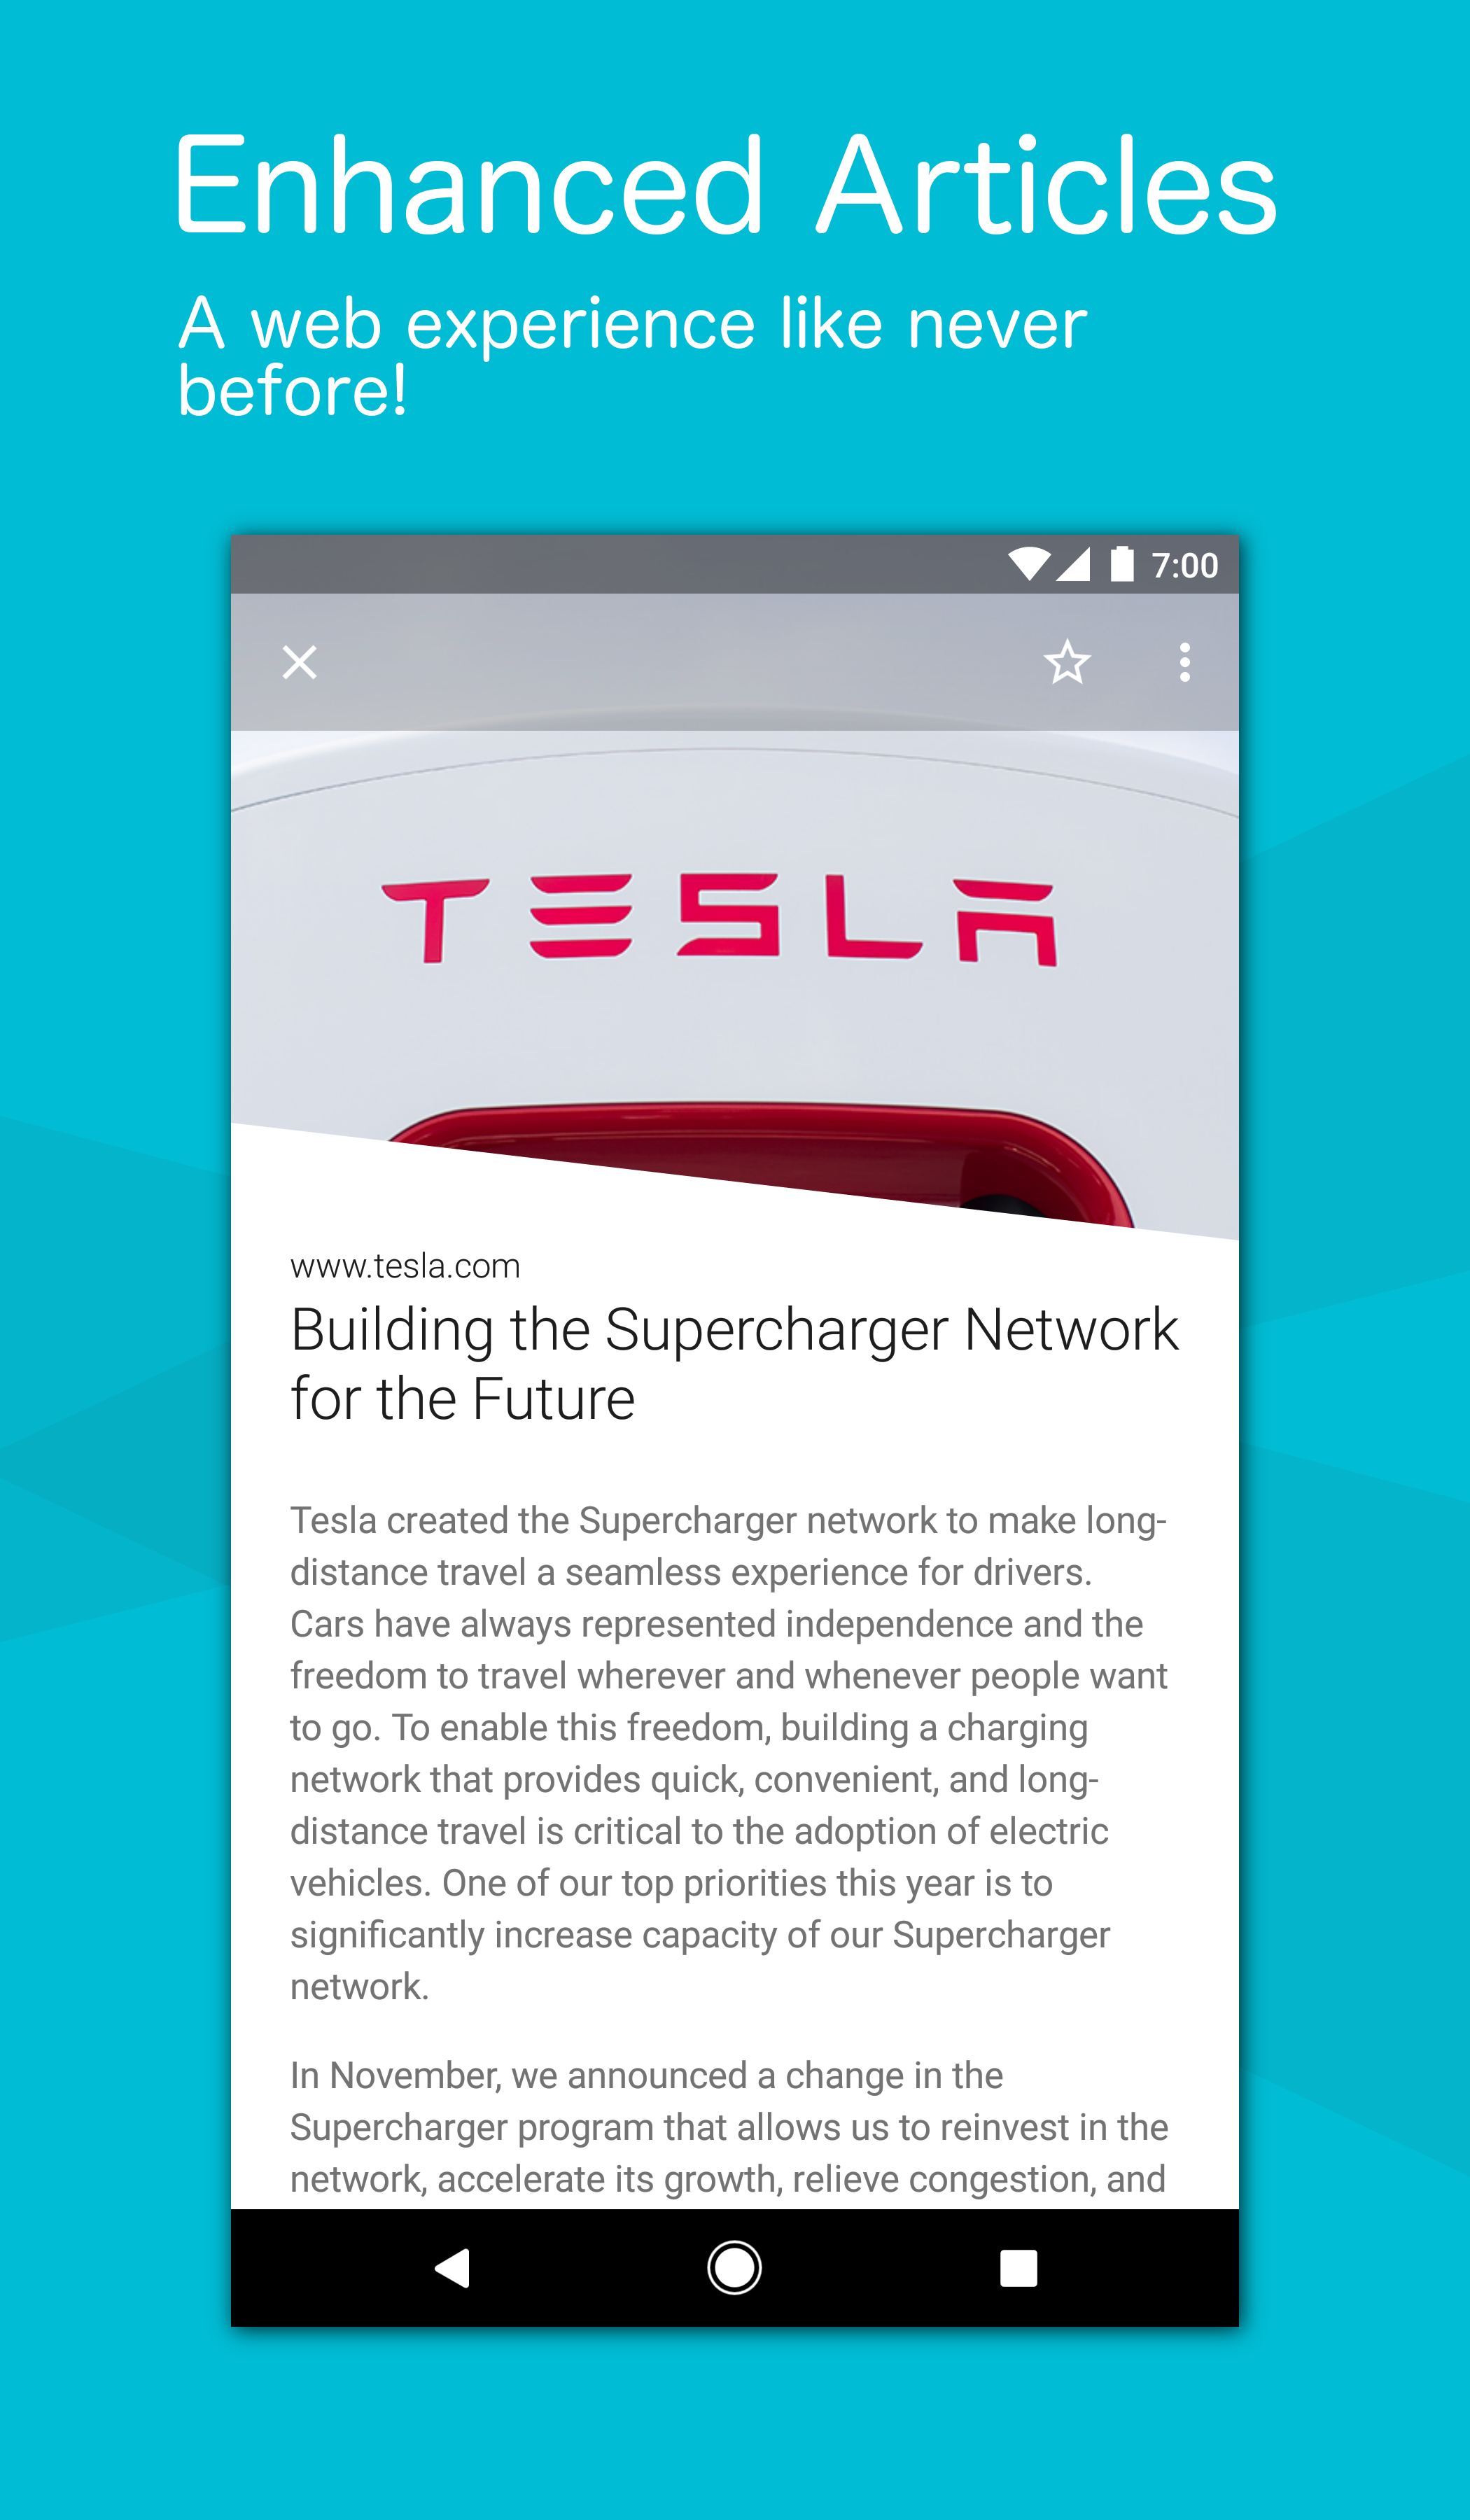 Enhanced Articles
A web experience like never
before!
7:00
TESLA
www.tesla.com
Building the Supercharger Network
for the Future
Tesla created the Supercharger network to make long-
distance travel a seamless experience for drivers.
Cars have always represented independence and the
freedom to travel wherever and whenever people want
to go. To enable this freedom, building a charging
network that provides quick, convenient, and long-
distance travel is critical to the adoption of electric
vehicles. One of our top priorities this year is to
significantly increase capacity of our Supercharger
network.
In November, we announced a change in the
Supercharger program that allows us to reinvest in the
network, accelerate its growth, relieve congestion, and